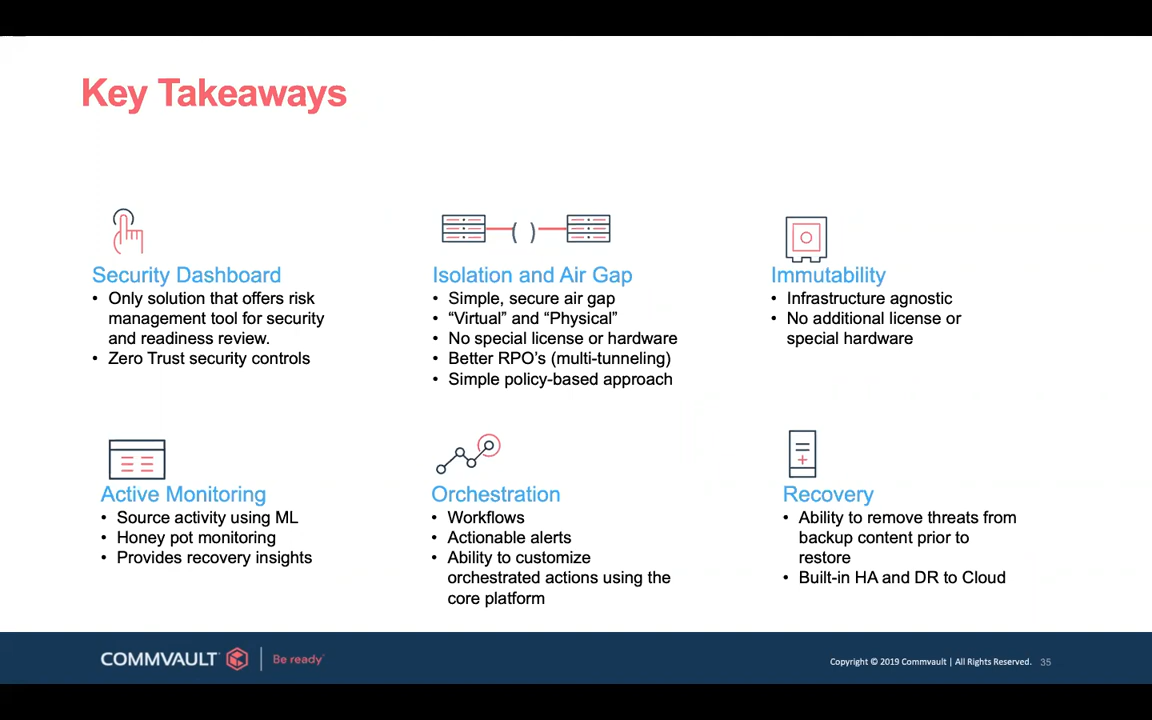 Key Takeaways
Security Dashboard
• Only solution that offers risk
management tool for security
and readiness review.
• Zero Trust security controls
Isolation and Air Gap
• Simple, secure air gap
• “Virtual” and “Physical”
• No special license or hardware
• Better RPO’s (multi-tunneling)
• Simple policy-based approach
Immutability
• Infrastructure agnostic
• No additional license or
special hardware
Active Monitoring
• Source activity using ML
• Honey pot monitoring
• Provides recovery insights
Orchestration
• Workflows
• Actionable alerts
• Ability to customize
orchestrated actions using the
core platform
Recovery
• Ability to remove threats from
backup content prior to
restore
• Built-in HA and DR to Cloud
COMMVAULT Be ready
Copyright © 2019 Commvault | All Rights Reserved. 35